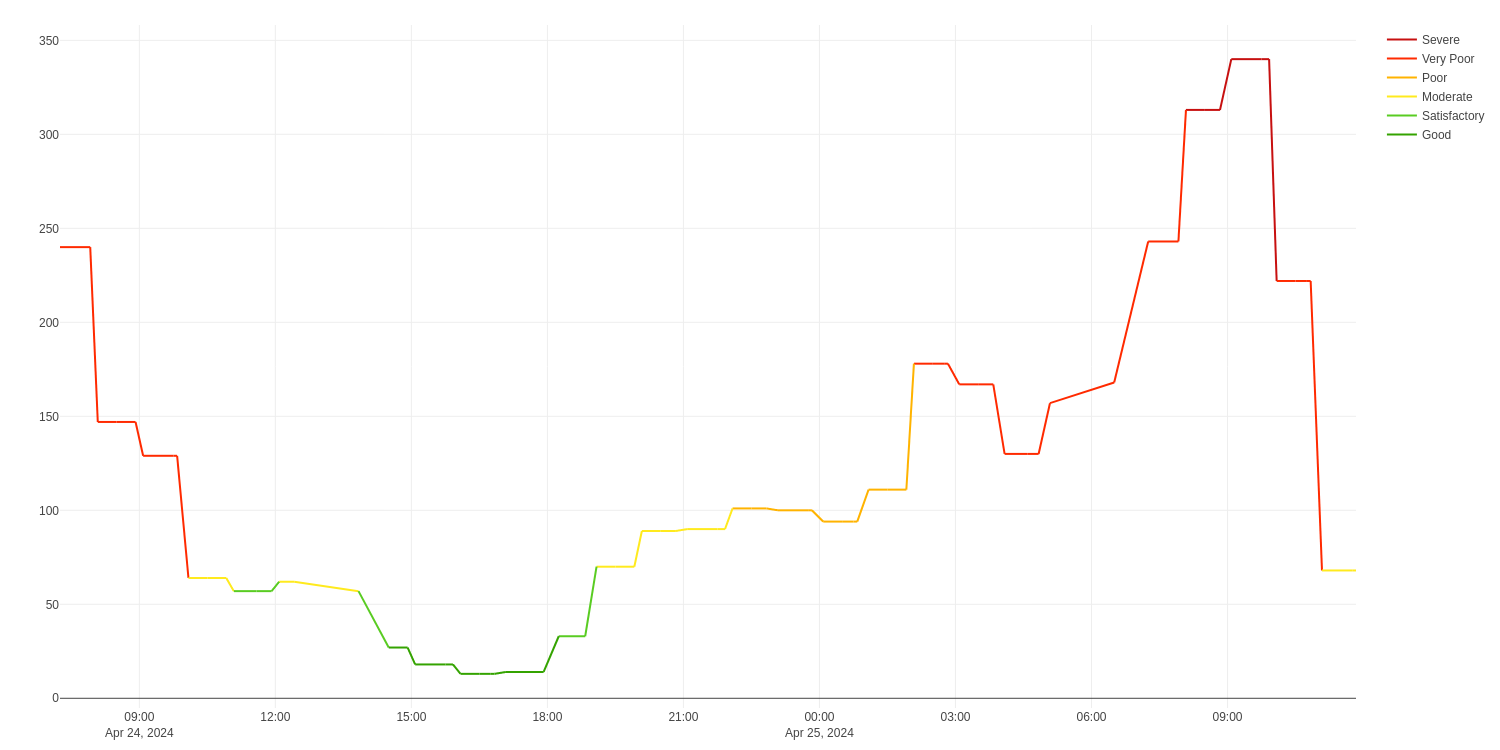 350
300
250
200
150
100
50
0
09:00
12:00
15:00
18:00
21:00
00:00
03:00
06:00
09:00
Apr 24, 2024
Apr 25, 2024
Severe
Very Poor
Poor
Moderate
Satisfactory
Good